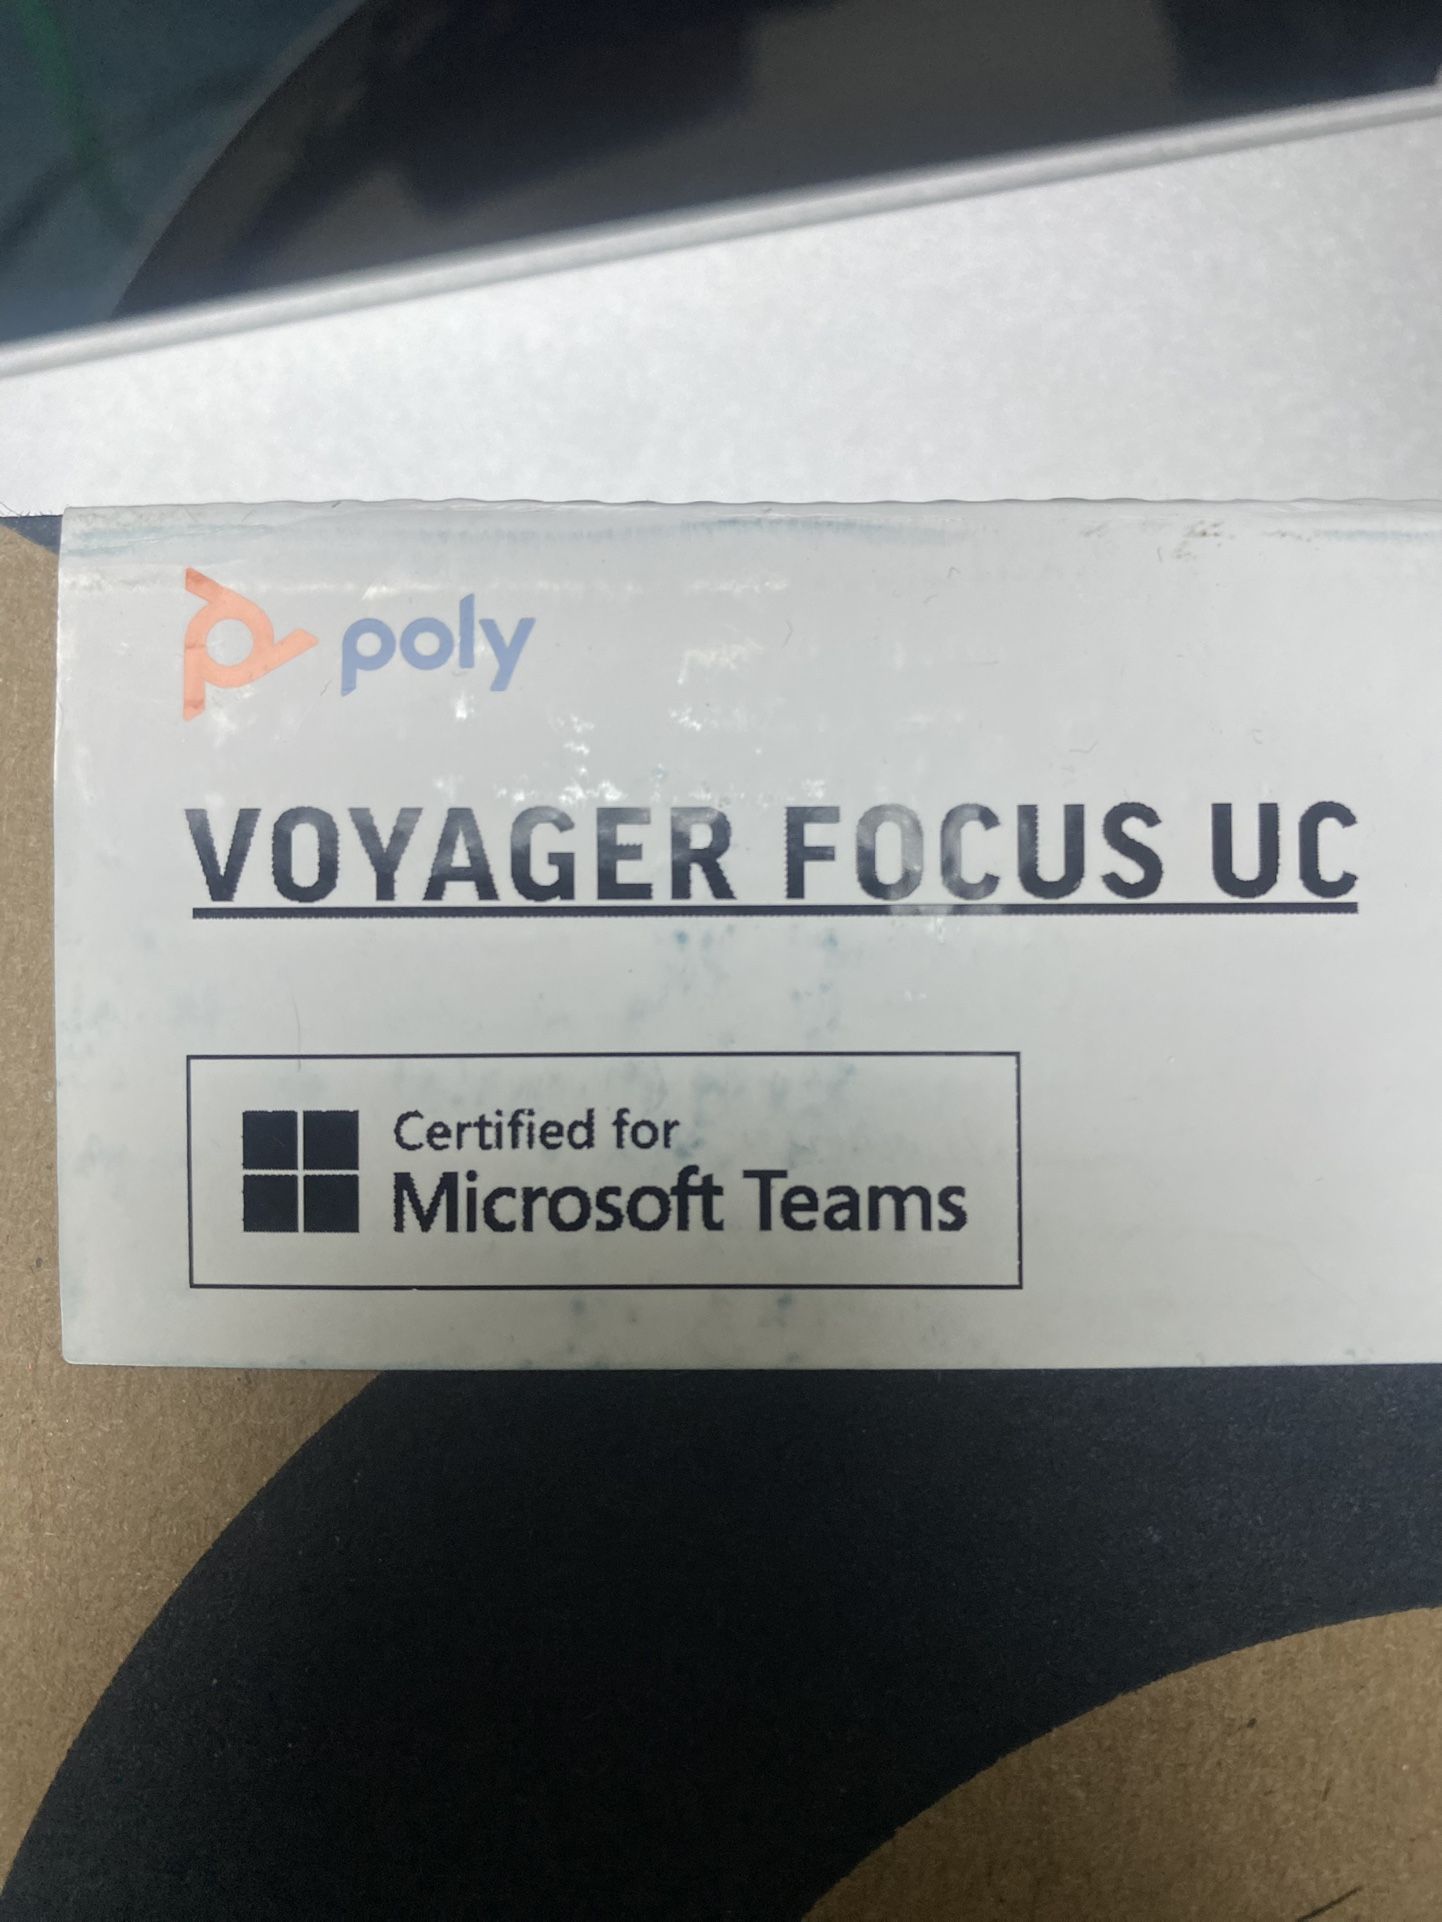 poly
VOYAGER FOCUS UC
Certified for
Microsoft Teams